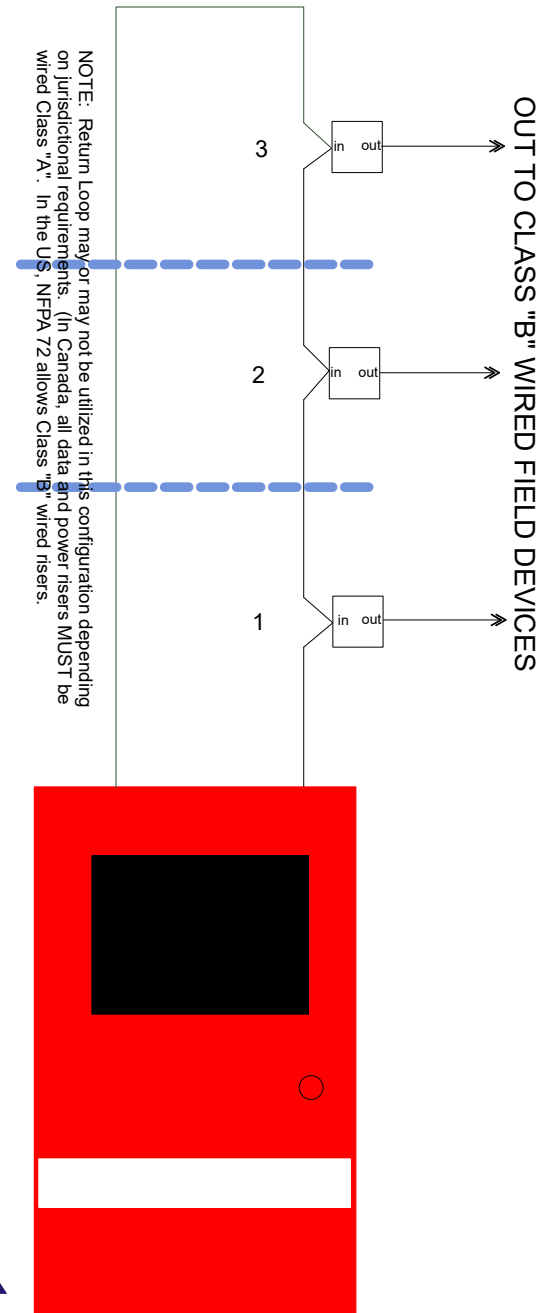 OUT TO CLASS "B" WIRED FIELD DEVICES
3
in out
2
in out
1
in out
NOTE: Return Loop may or may not be utilized in this configuration depending
on jurisdictional requirements. (In Canada, all data and power risers MUST be
wired Class "A". In the US, NFPA 72 allows Class "B" wired risers.